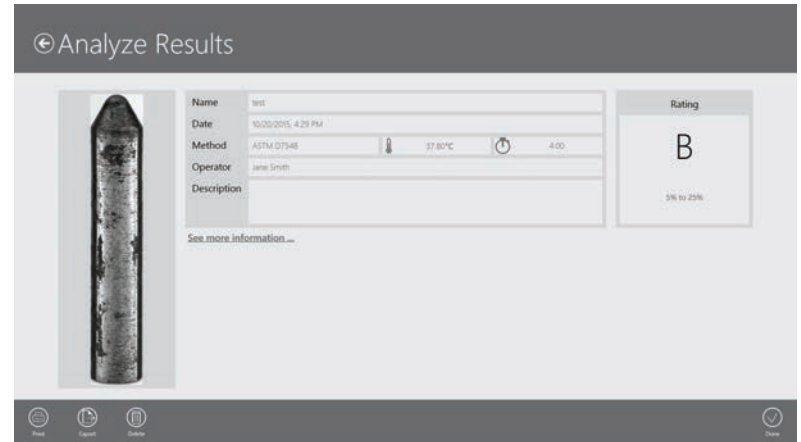 Analyze Results
Name test
Date 10/20/2015, 4:29 PM
Method ASTM D7548 37.80°C 4.00
Operator Jane Smith
Description
See more information ...
Rating
B
5% to 25%
Print Export Delete Done